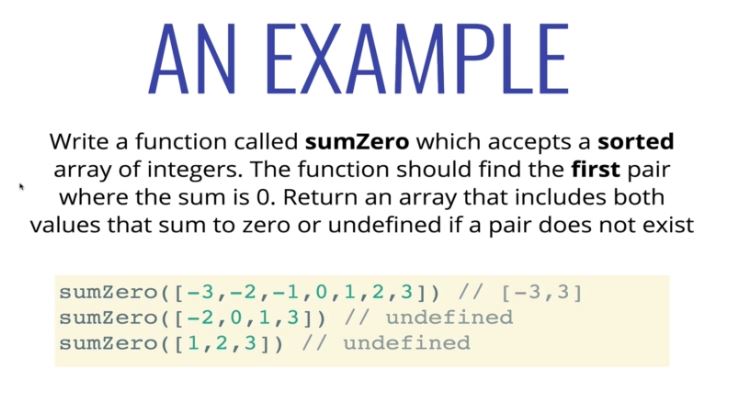 AN EXAMPLE
Write a function called sumZero which accepts a sorted
array of integers. The function should find the first pair
where the sum is 0. Return an array that includes both
values that sum to zero or undefined if a pair does not exist
sumZero([-3,-2,-1,0,1,2,3]) // [-3,3]
sumZero([-2,0,1,3]) // undefined
sumZero([1,2,3]) // undefined